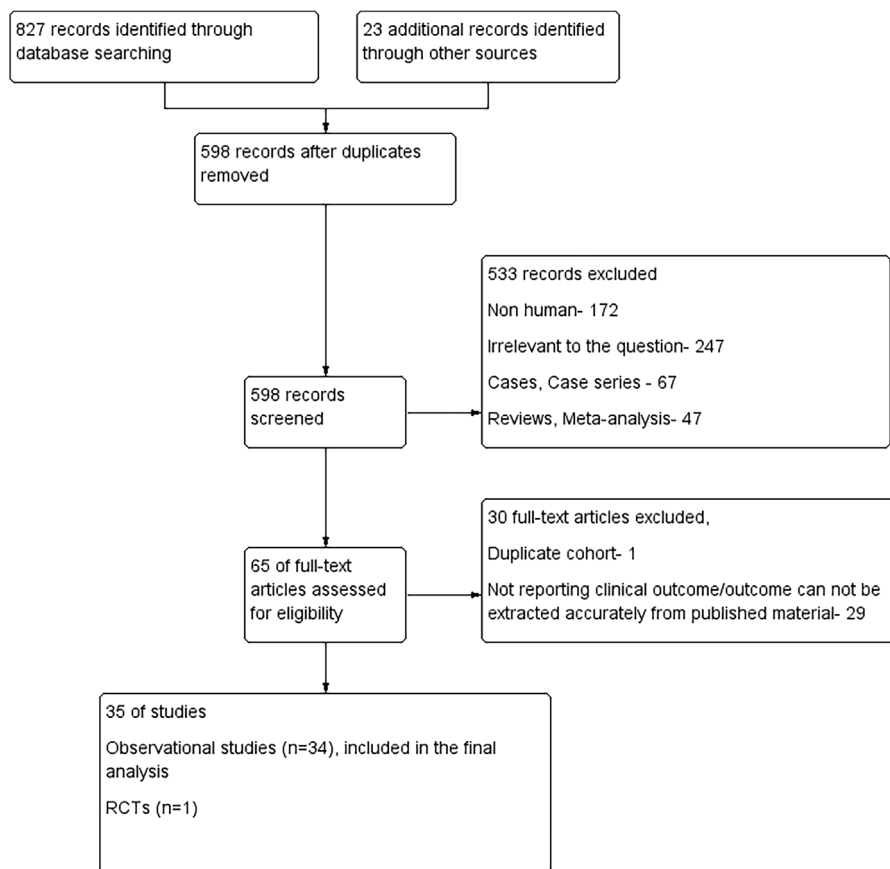 827 records identified through
database searching
23 additional records identified
through other sources
598 records after duplicates
removed
533 records excluded
Non human- 172
Irrelevant to the question- 247
Cases, Case series - 67
Reviews, Meta-analysis- 47
598 records
screened
30 full-text articles excluded,
Duplicate cohort- 1
Not reporting clinical outcome/outcome can not be
extracted accurately from published material- 29
65 of full-text
articles assessed
for eligibility
35 of studies
Observational studies (n=34), included in the final
analysis
RCTs (n=1)